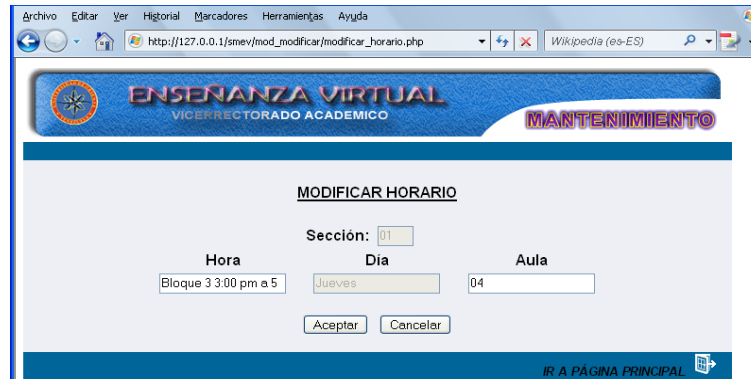 Archivo Editar Ver Historial Marcadores Herramientas Ayuda
http://127.0.0.1/smev/mod_modificar/modificar_horario.php Wikipedia (es-ES)
ENSEÑANZA VIRTUAL
VICERRECTORADO ACADEMICO
MANTENIMIENTO
MODIFICAR HORARIO
Sección: 01
Hora Día Aula
Bloque 3 3:00 pm a 5 Jueves 04
Aceptar Cancelar
IR A PÁGINA PRINCIPAL